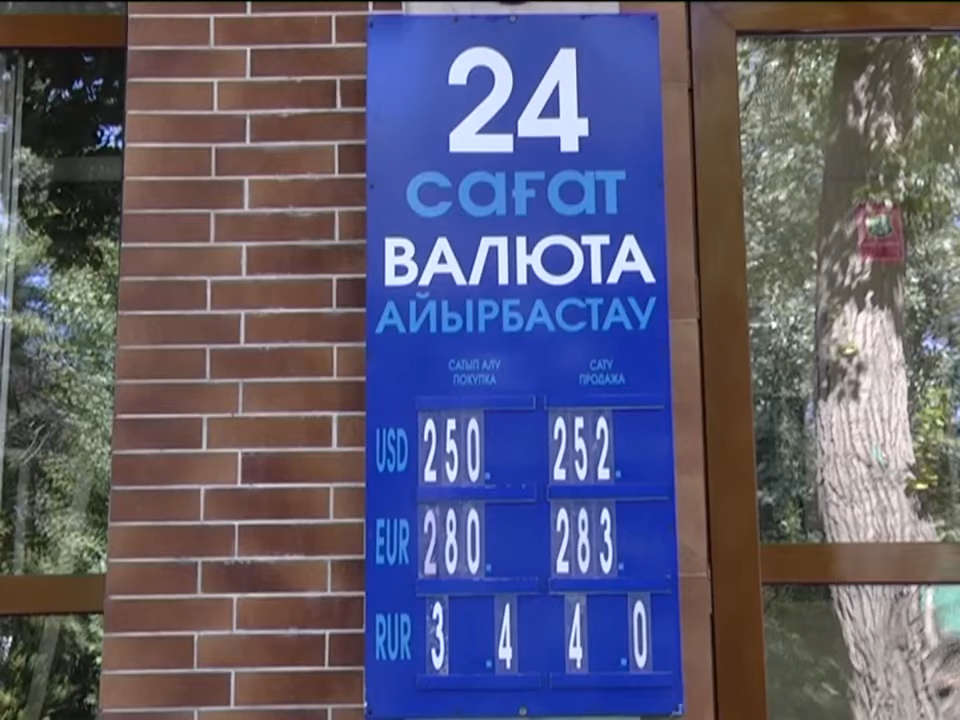 24
сағат
ВАЛЮТА
АЙЫРБАСТАУ
САТЫП АЛУ САТУ
ПОКУПКА ПРОДАЖА
USD 250. 252.
EUR 280. 283.
RUR 3.4 4.0